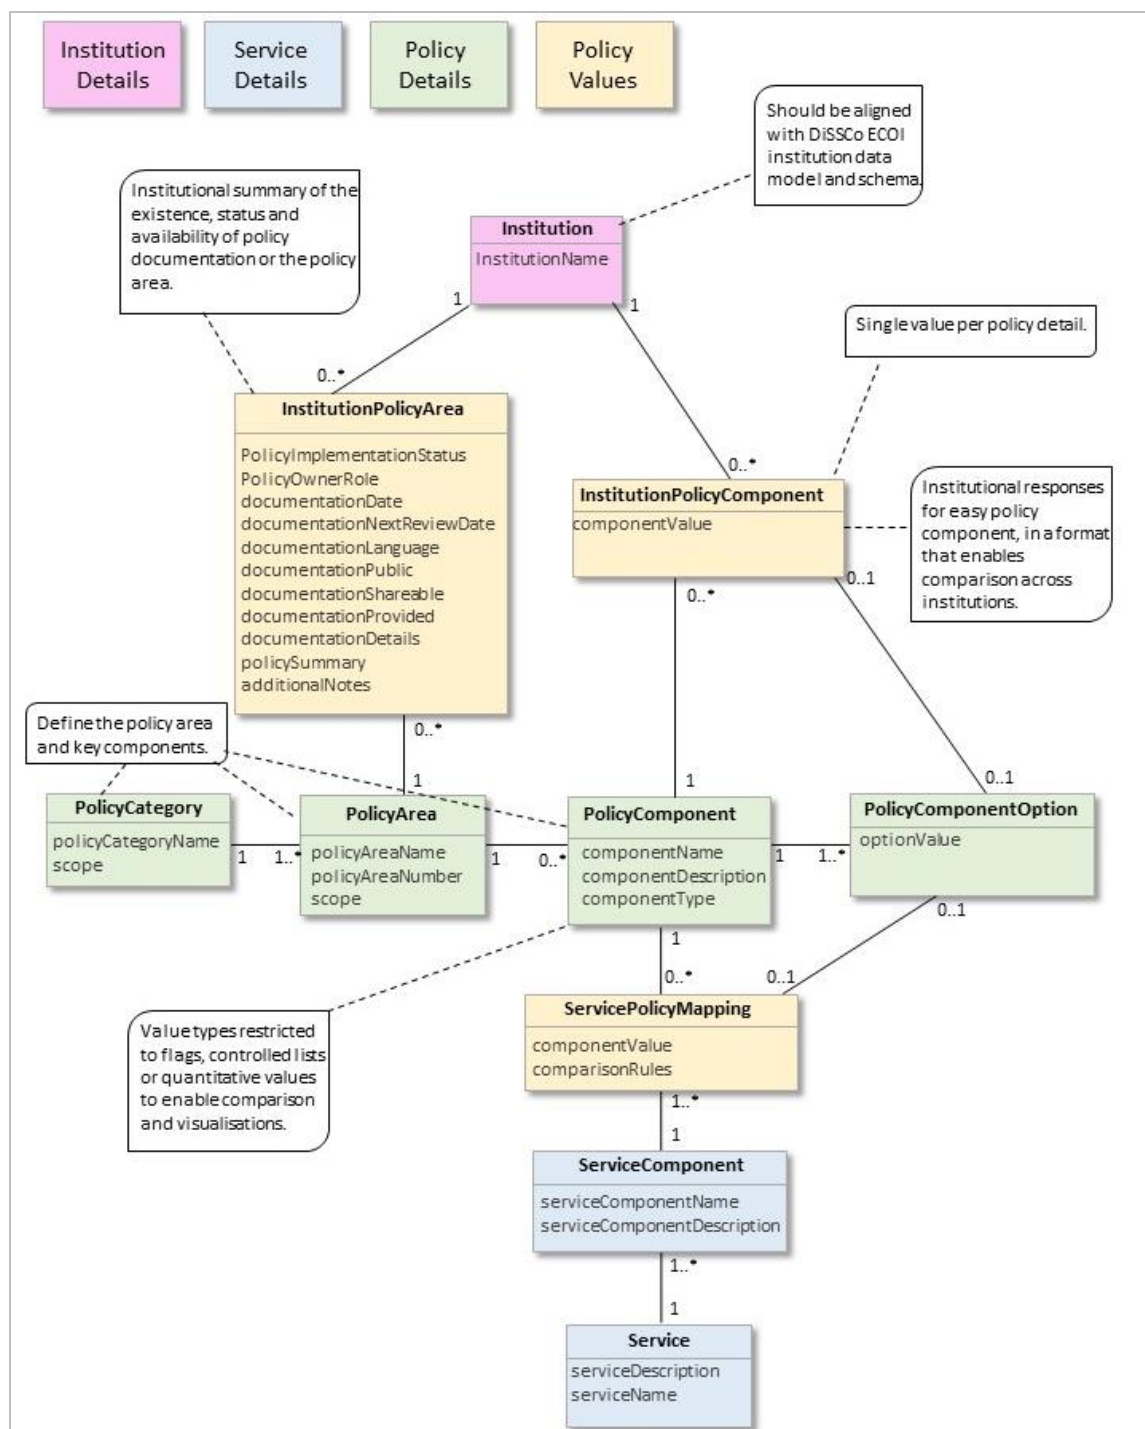 Institution
Details
Service
Details
Policy
Details
Policy
Values
Should be aligned
with DiSSCo ECOI
institution data
model and schema.
Institutional summary of the
existence, status and
availability of policy
documentation or the policy
area.
Institution
InstitutionName
1
1
Single value per policy detail.
0..*
InstitutionPolicyArea
PolicyImplementationStatus
PolicyOwnerRole
documentationDate
documentationNextReviewDate
documentationLanguage
documentationPublic
documentationShareable
documentationProvided
documentationDetails
policySummary
additionalNotes
0..*
InstitutionPolicyComponent
componentValue
Institutional responses
for easy policy
component, in a format
that enables
comparison across
institutions.
0..*
0..1
Define the policy area
and key components.
0..*
1
1
0..1
PolicyCategory
policyCategoryName
scope
1
1..*
PolicyArea
policyAreaName
policyAreaNumber
scope
1
0..*
PolicyComponent
componentName
componentDescription
componentType
1
1..*
PolicyComponentOption
optionValue
0..1
1
0..*
0..1
Value types restricted
to flags, controlled lists
or quantitative values
to enable comparison
and visualisations.
ServicePolicyMapping
componentValue
comparisonRules
1..*
1
ServiceComponent
serviceComponentName
serviceComponentDescription
1..*
1
Service
serviceDescription
serviceName